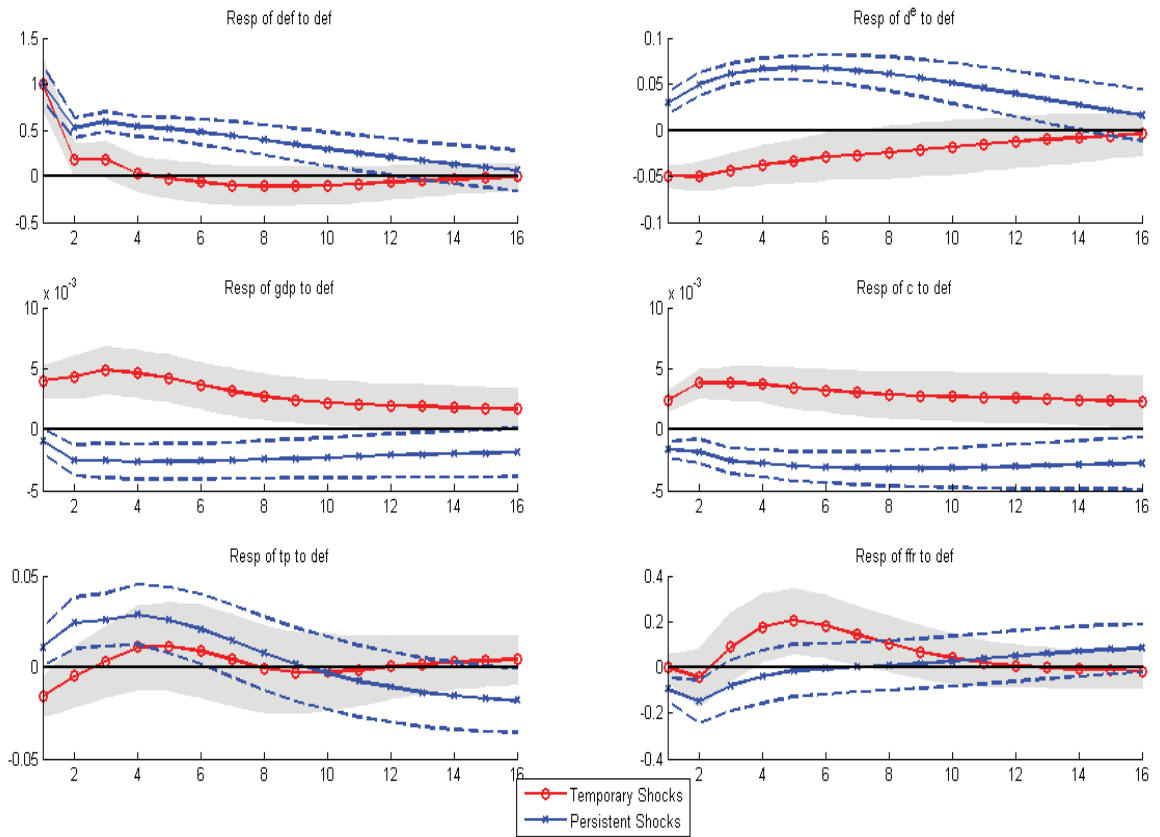 Resp of def to def
1.5
1
0.5
0
-0.5
2 4 6 8 10 12 14 16
Resp of dᵉ to def
0.1
0.05
0
-0.05
-0.1
2 4 6 8 10 12 14 16
Resp of gdp to def
x 10⁻³
10
5
0
-5
2 4 6 8 10 12 14 16
Resp of c to def
x 10⁻³
10
5
0
-5
2 4 6 8 10 12 14 16
Resp of tp to def
0.05
0
-0.05
2 4 6 8 10 12 14 16
Resp of ffr to def
0.4
0.2
0
-0.2
-0.4
2 4 6 8 10 12 14 16
Temporary Shocks
Persistent Shocks